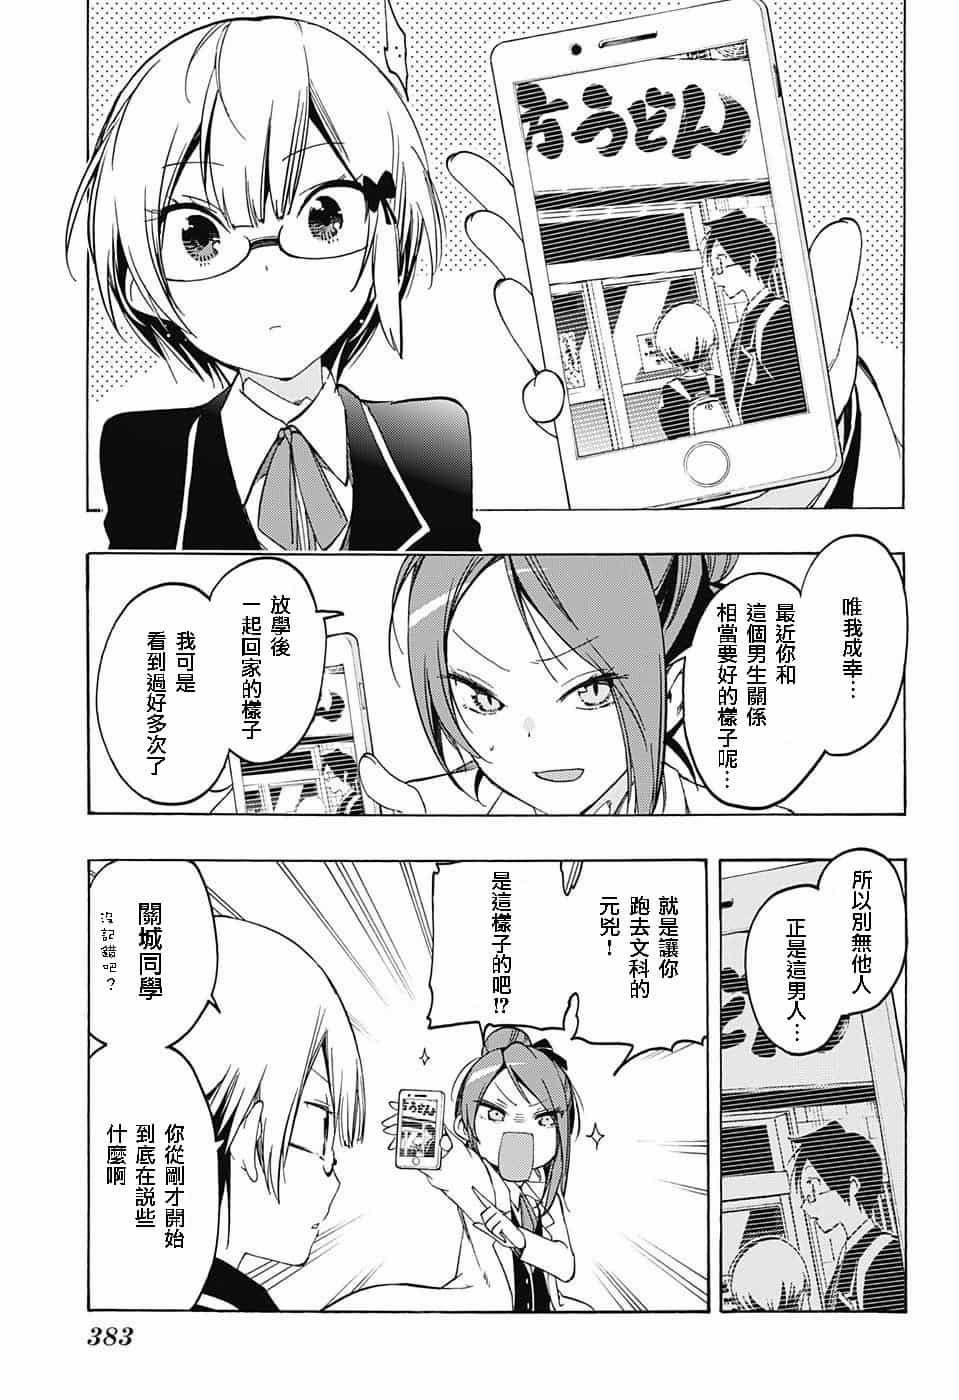 方うどん
唯我成幸…
最近你和
這個男生關係
相當要好的樣子呢…
放學後
一起回家的樣子
我可是
看到過好多次了
所以別無他人
正是這男人…
就是讓你
跑去文科的
元兇！
是這樣子的吧!?
關城同學
沒記錯吧？
你從剛才開始
到底在説些
什麼啊
383